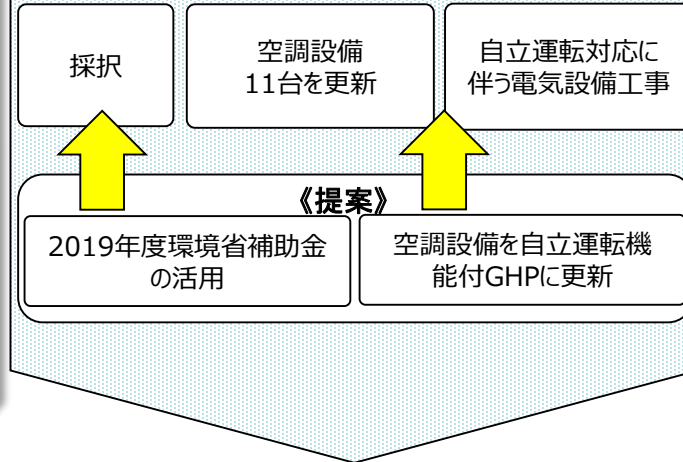 採択
空調設備
11台を更新
自立運転対応に
伴う電気設備工事
《提案》
2019年度環境省補助金
の活用
空調設備を自立運転機
能付GHPに更新